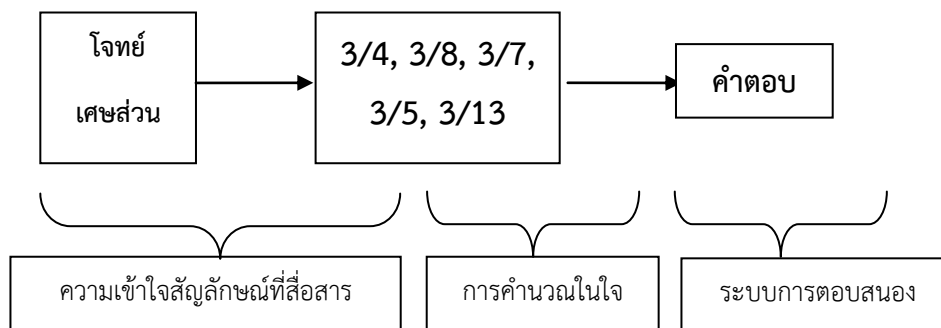 โจทย์
เศษส่วน
3/4, 3/8, 3/7,
3/5, 3/13
คำตอบ
ความเข้าใจสัญลักษณ์ที่สื่อสาร
การคำนวณในใจ
ระบบการตอบสนอง